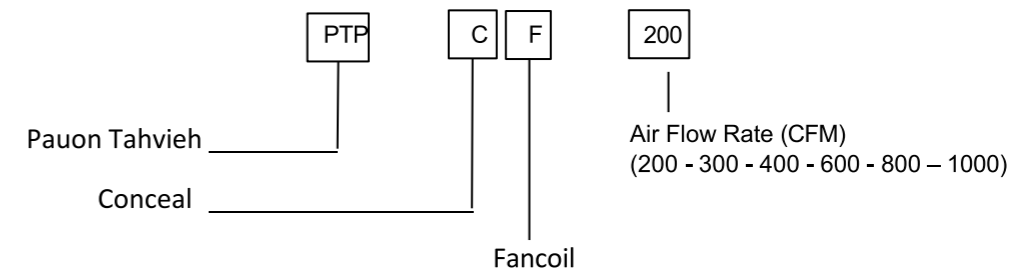 PTP C F 200
Pauon Tahvieh
Air Flow Rate (CFM)
(200 - 300 - 400 - 600 - 800 – 1000)
Conceal
Fancoil